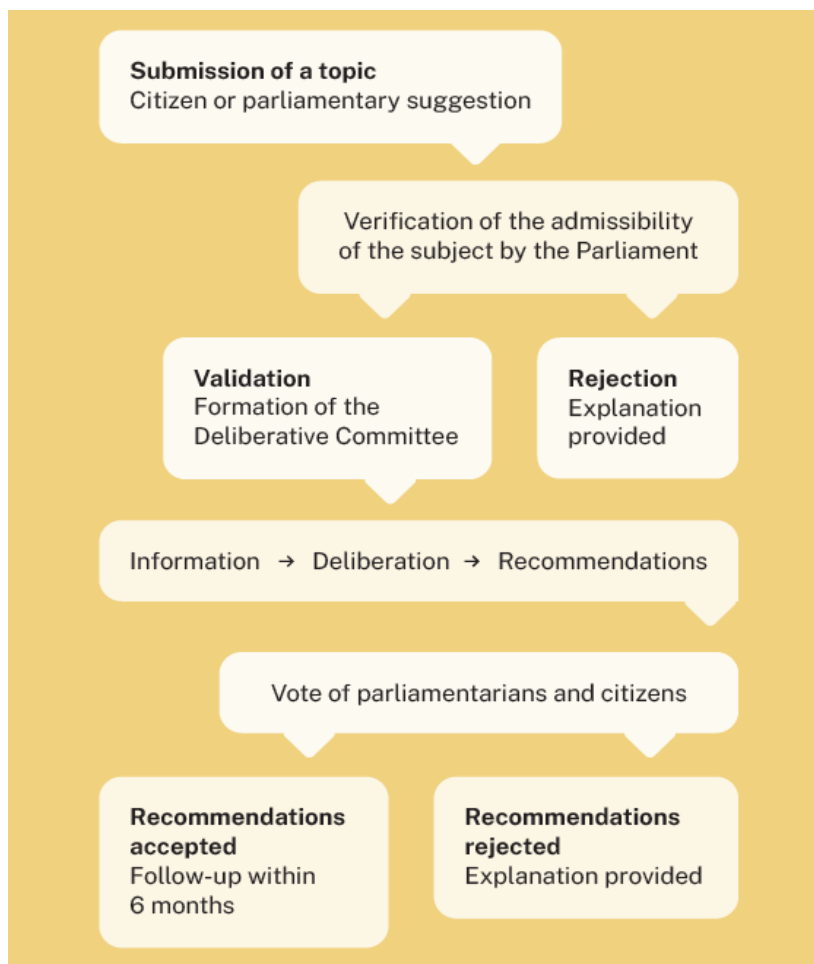 Submission of a topic
Citizen or parliamentary suggestion
Verification of the admissibility
of the subject by the Parliament
Validation
Formation of the
Deliberative Committee
Rejection
Explanation
provided
Information → Deliberation → Recommendations
Vote of parliamentarians and citizens
Recommendations
accepted
Follow-up within
6 months
Recommendations
rejected
Explanation provided